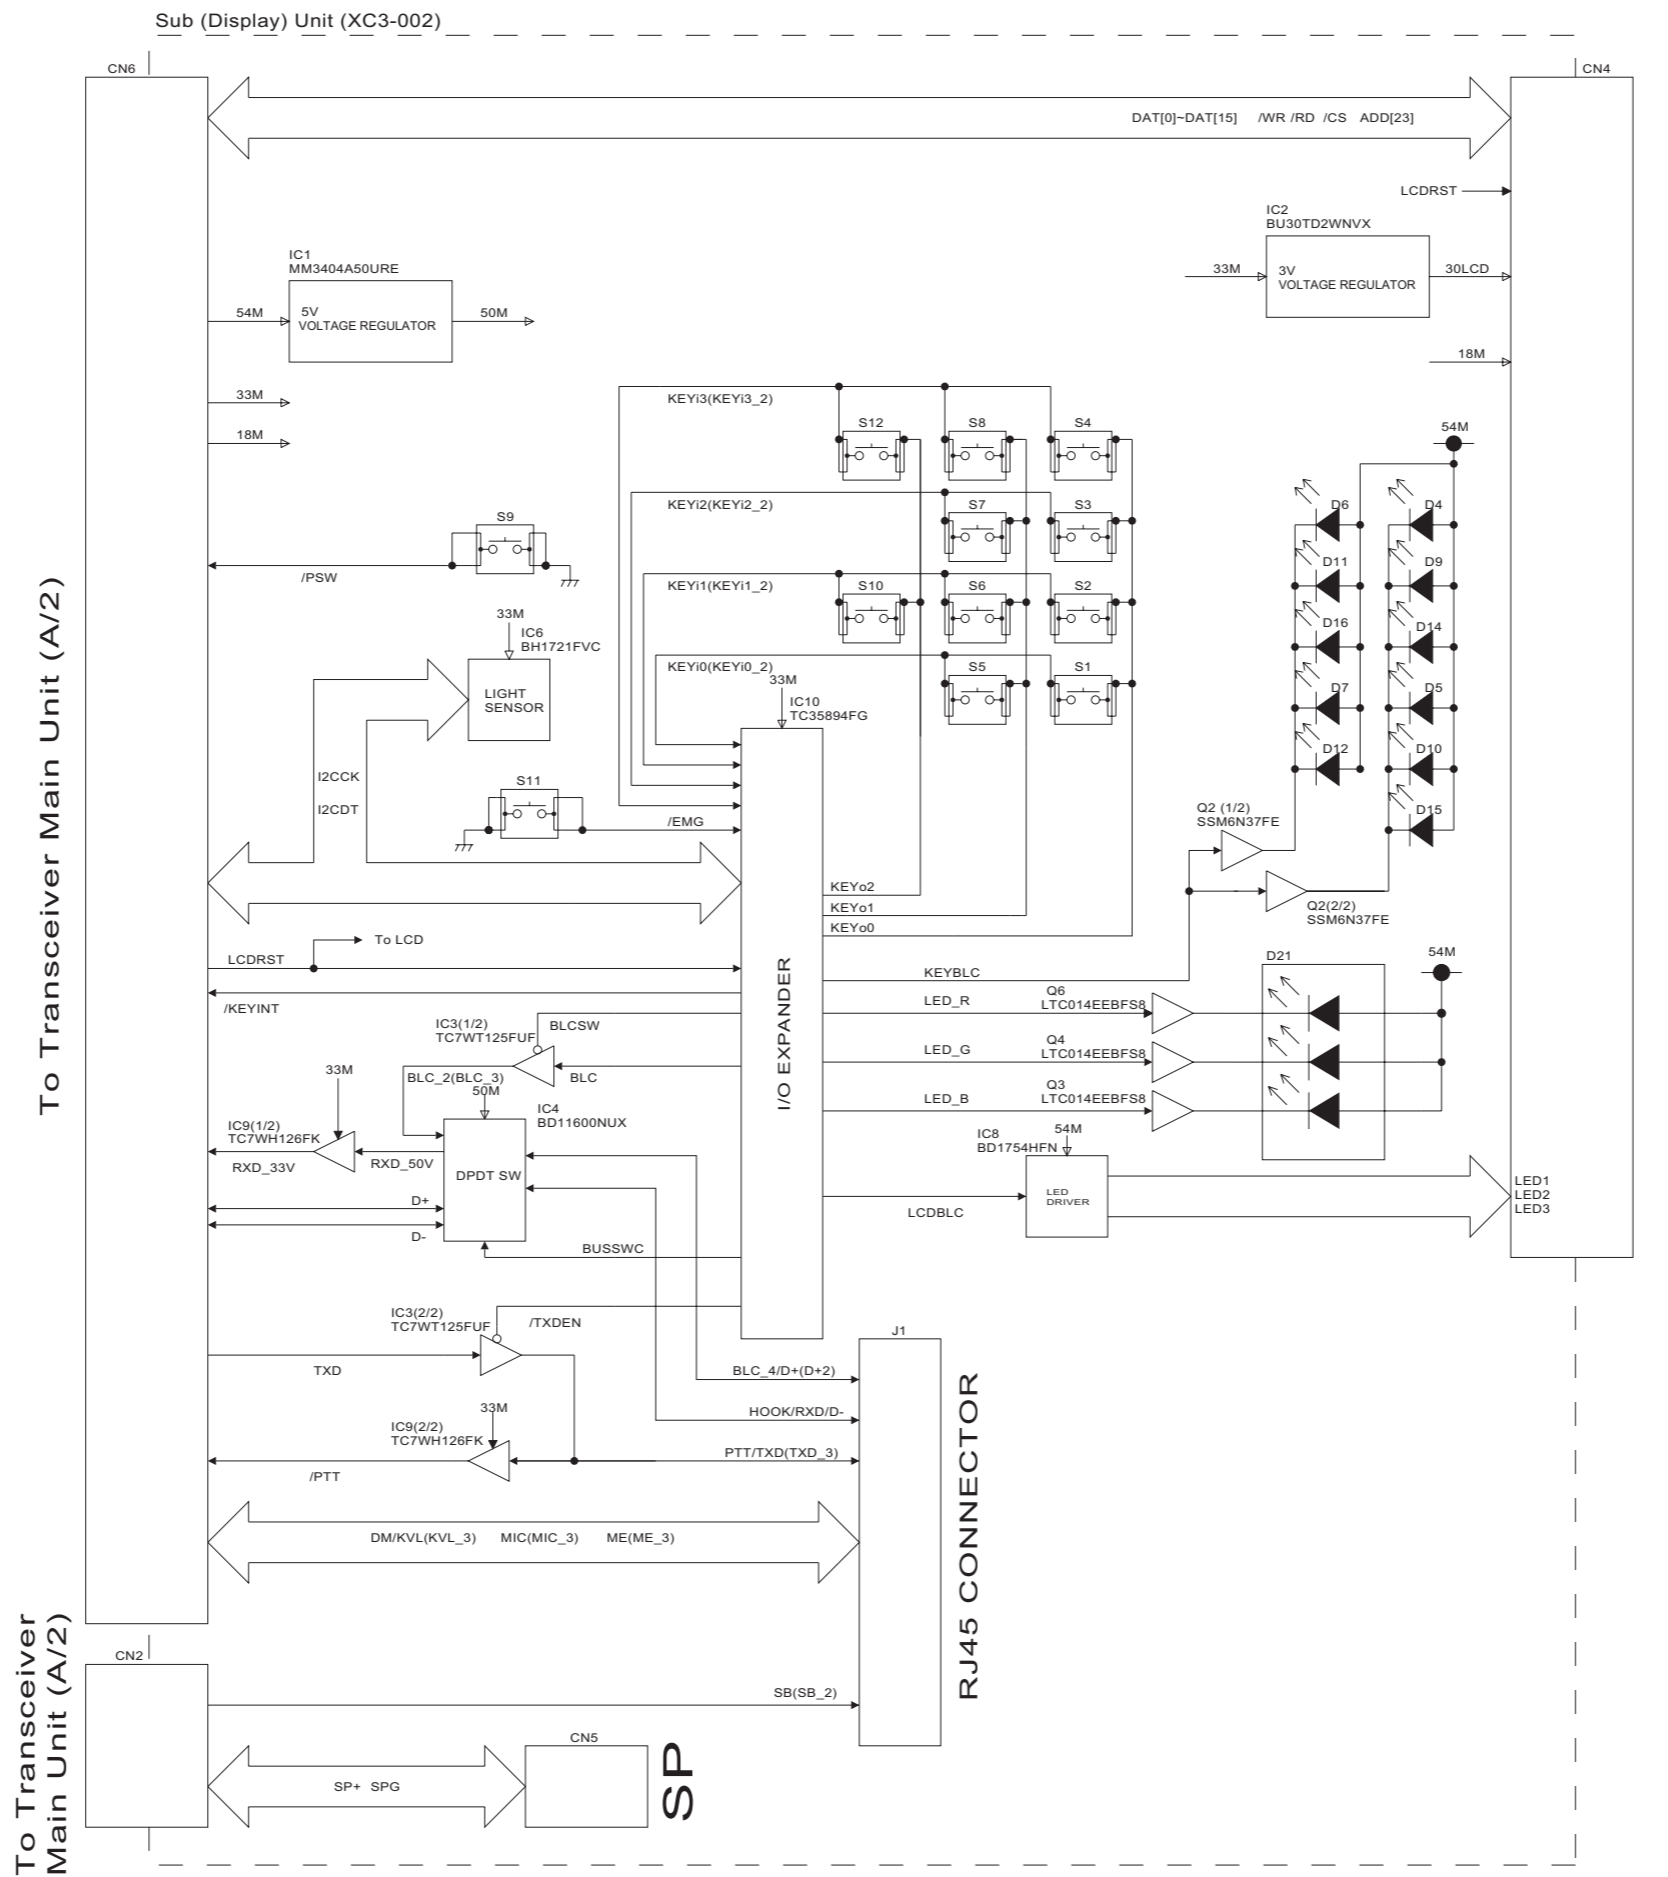 Sub (Display) Unit (XC3-002)
CN6
CN4
DAT[0]~DAT[15] /WR /RD /CS ADD[23]
LCDRST
IC2
BU30TD2WNVX
33M
3V
VOLTAGE REGULATOR
30LCD
IC1
MM3404A50URE
54M
5V
VOLTAGE REGULATOR
50M
18M
33M
18M
KEYi3(KEYi3_2)
S12
S8
S4
54M
KEYi2(KEYi2_2)
S7
S3
S9
/PSW
D6
D4
D11
D9
KEYi1(KEYi1_2)
S10
S6
S2
33M
IC6
BH1721FVC
D16
D14
LIGHT
SENSOR
KEYi0(KEYi0_2)
S5
S1
33M
IC10
TC35894FG
D7
D5
D12
D10
I2CCK
I2CDT
S11
/EMG
Q2 (1/2)
SSM6N37FE
D15
KEYo2
KEYo1
KEYo0
Q2(2/2)
SSM6N37FE
To LCD
LCDRST
/KEYINT
I/O EXPANDER
KEYBLC
D21
54M
LED_R
Q6
LTC014EEBFS8
LED_G
Q4
LTC014EEBFS8
LED_B
Q3
LTC014EEBFS8
IC3(1/2)
TC7WT125FUF
BLCSW
BLC
BLC_2(BLC_3)
50M
33M
IC4
BD11600NUX
IC9(1/2)
TC7WH126FK
RXD_33V
RXD_50V
DPDT SW
D+
D-
BUSSWC
IC8
BD1754HFN
54M
LED
DRIVER
LCDBLC
LED1
LED2
LED3
IC3(2/2)
TC7WT125FUF
/TXDEN
TXD
J1
BLC_4/D+(D+2)
HOOK/RXD/D-
33M
IC9(2/2)
TC7WH126FK
PTT/TXD(TXD_3)
/PTT
DM/KVL(KVL_3) MIC(MIC_3) ME(ME_3)
RJ45 CONNECTOR
To Transceiver Main Unit (A/2)
CN2
SB(SB_2)
CN5
SP+ SPG
SP
To Transceiver
Main Unit (A/2)